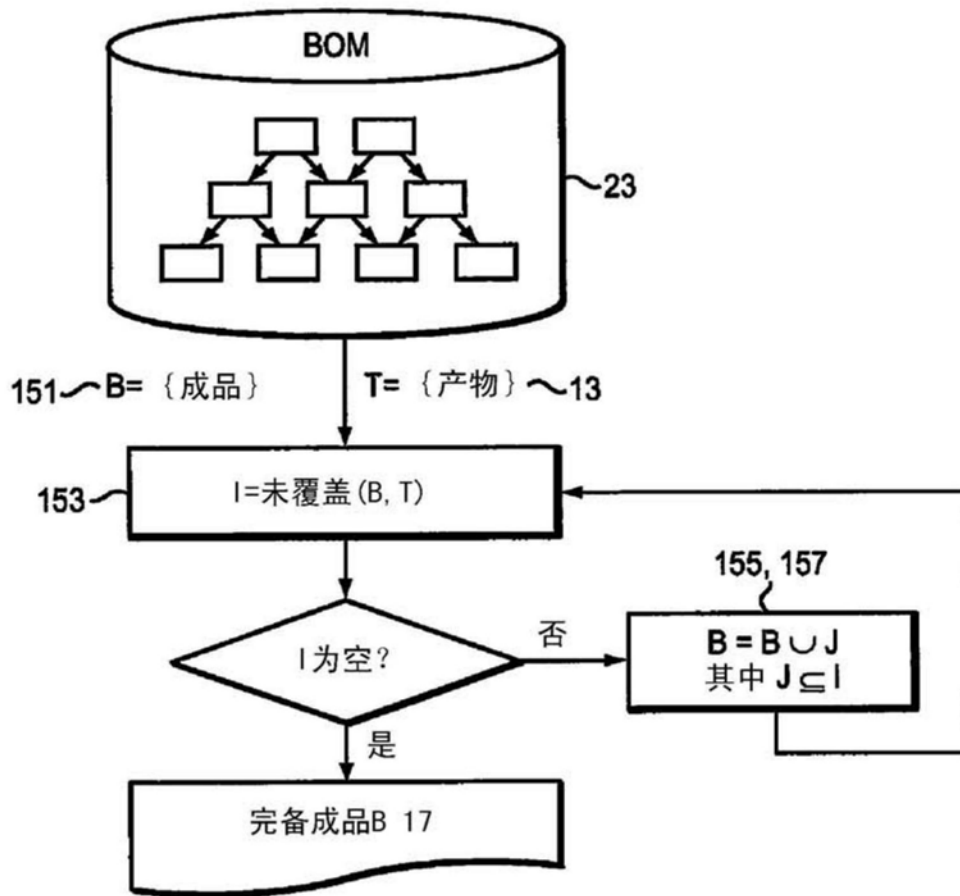 BOM
23
151 B= {成品} T= {产物} 13
153 I=未覆盖(B, T)
155, 157
I为空?
否
B = B ∪ J
其中 J ⊆ I
是
完备成品B 17